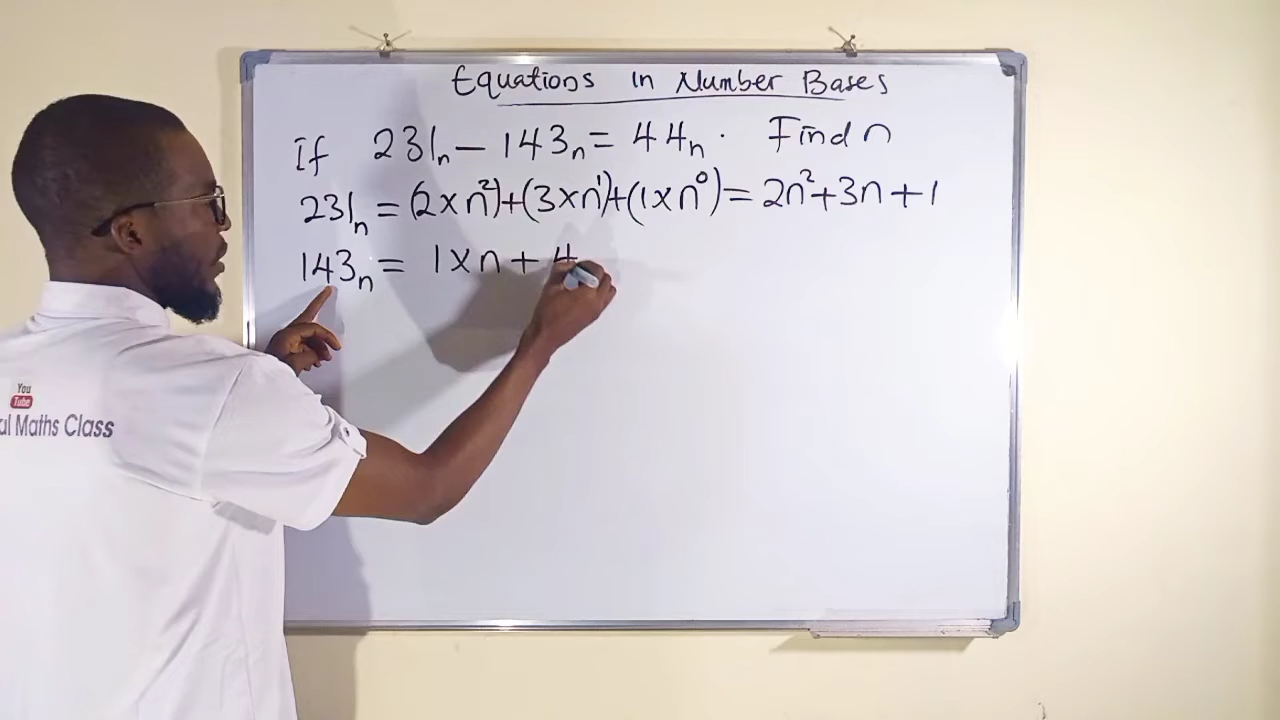 Equations in Number Bases
If 231ₙ – 143ₙ = 44ₙ. Find n
231ₙ = (2×n²)+(3×n¹)+(1×n⁰) = 2n²+3n+1
143ₙ = 1×n+4
You
Tube
al Maths Class